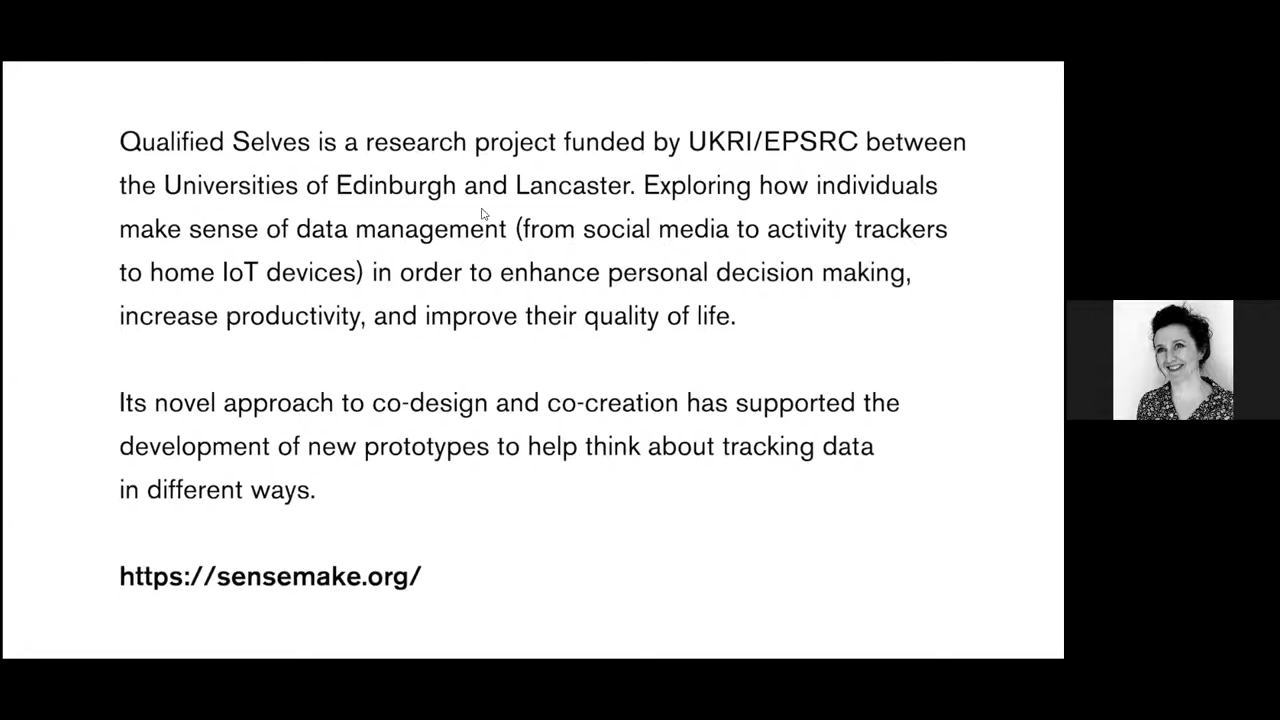 Qualified Selves is a research project funded by UKRI/EPSRC between
the Universities of Edinburgh and Lancaster. Exploring how individuals
make sense of data management (from social media to activity trackers
to home IoT devices) in order to enhance personal decision making,
increase productivity, and improve their quality of life.
Its novel approach to co-design and co-creation has supported the
development of new prototypes to help think about tracking data
in different ways.
https://sensemake.org/